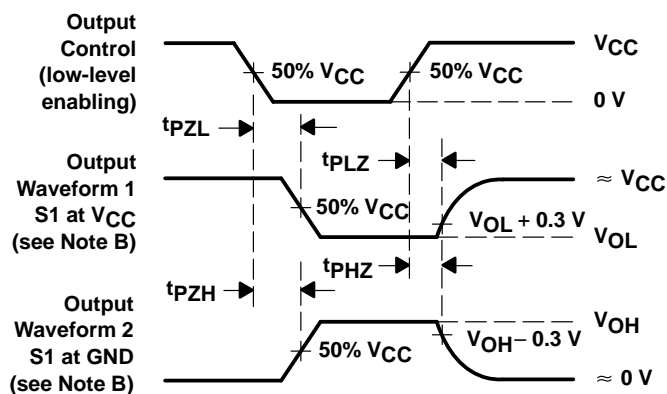 Output
Control
(low-level
enabling)
50% VCC
50% VCC
VCC
0 V
tPZL
tPLZ
Output
Waveform 1
S1 at VCC
(see Note B)
50% VCC
≈ VCC
VOL + 0.3 V
VOL
tPZH
tPHZ
Output
Waveform 2
S1 at GND
(see Note B)
50% VCC
VOH
VOH − 0.3 V
≈ 0 V